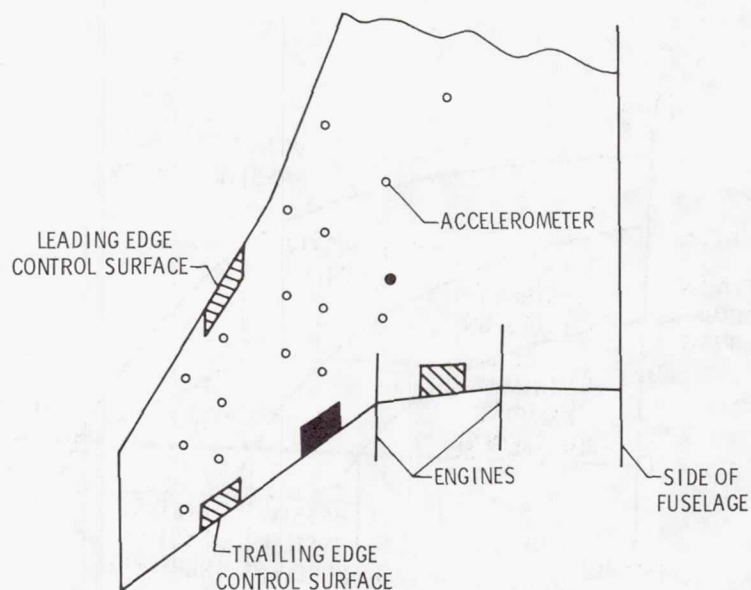 ACCELEROMETER
LEADING EDGE
CONTROL SURFACE
ENGINES
SIDE OF
FUSELAGE
TRAILING EDGE
CONTROL SURFACE